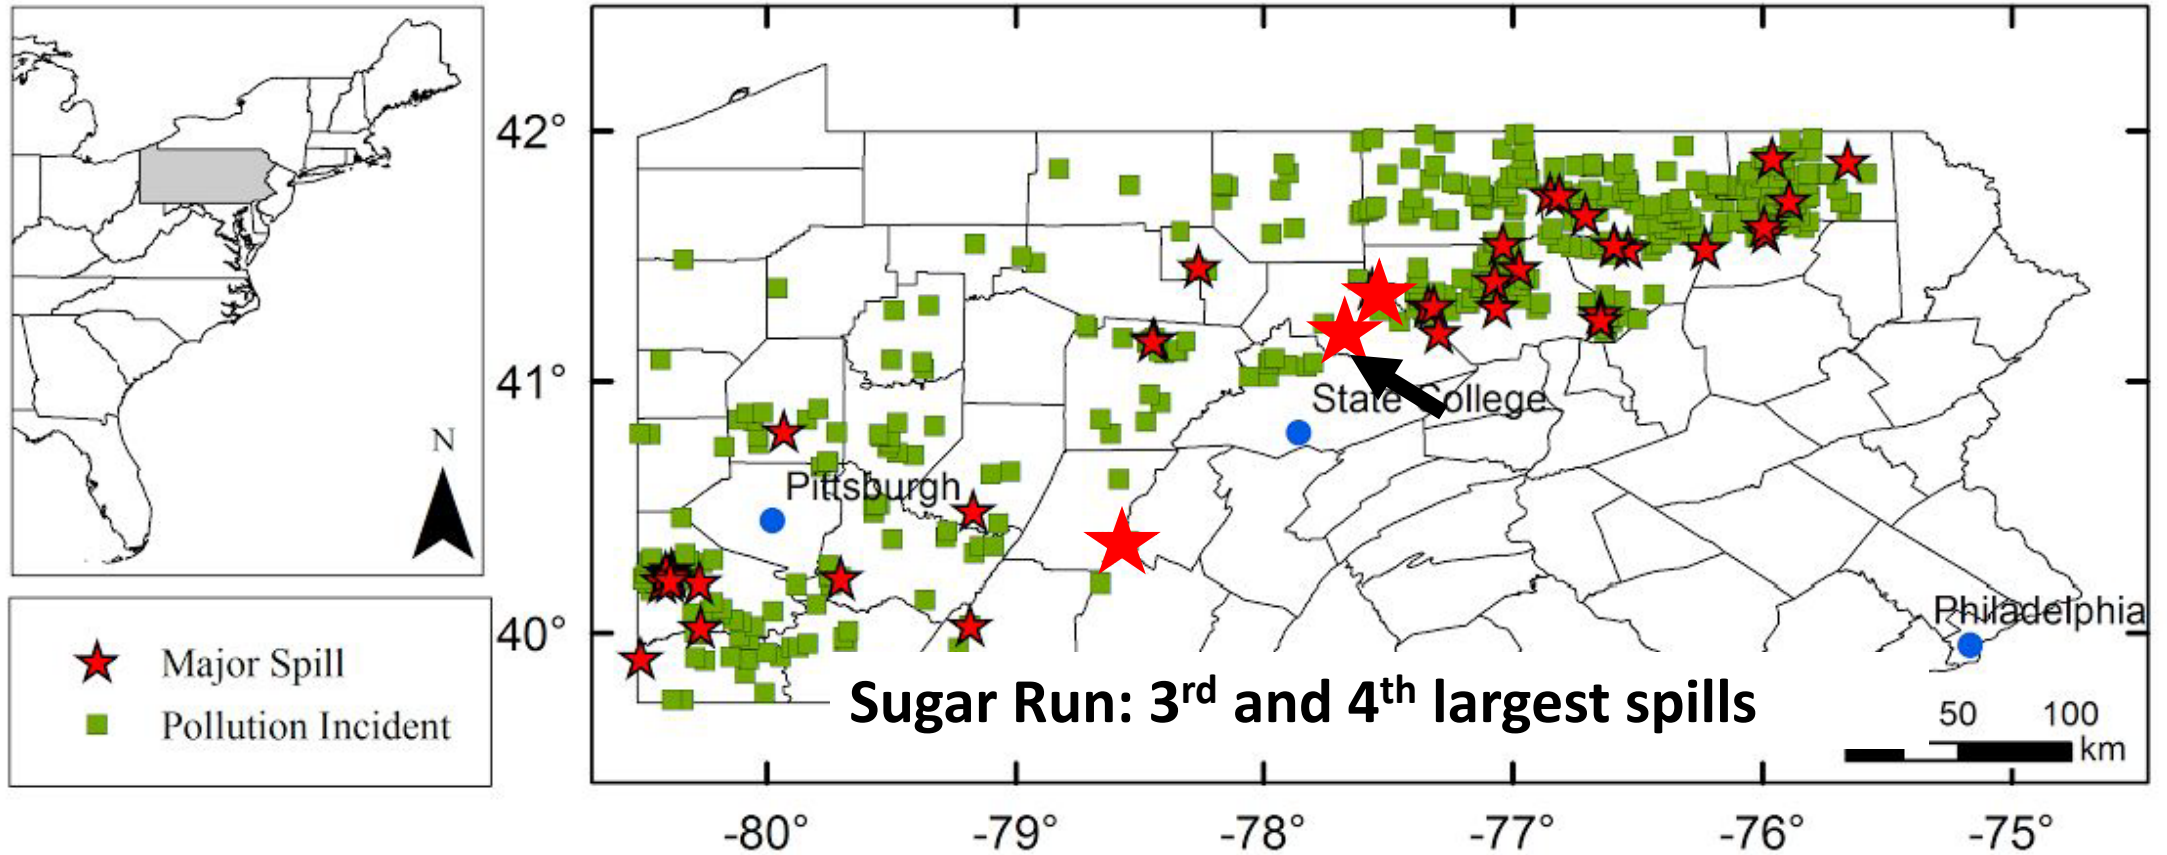 N
Major Spill
Pollution Incident
42°
41°
40°
State College
Pittsburgh
Philadelphia
Sugar Run: 3rd and 4th largest spills
50 100
km
-80° -79° -78° -77° -76° -75°